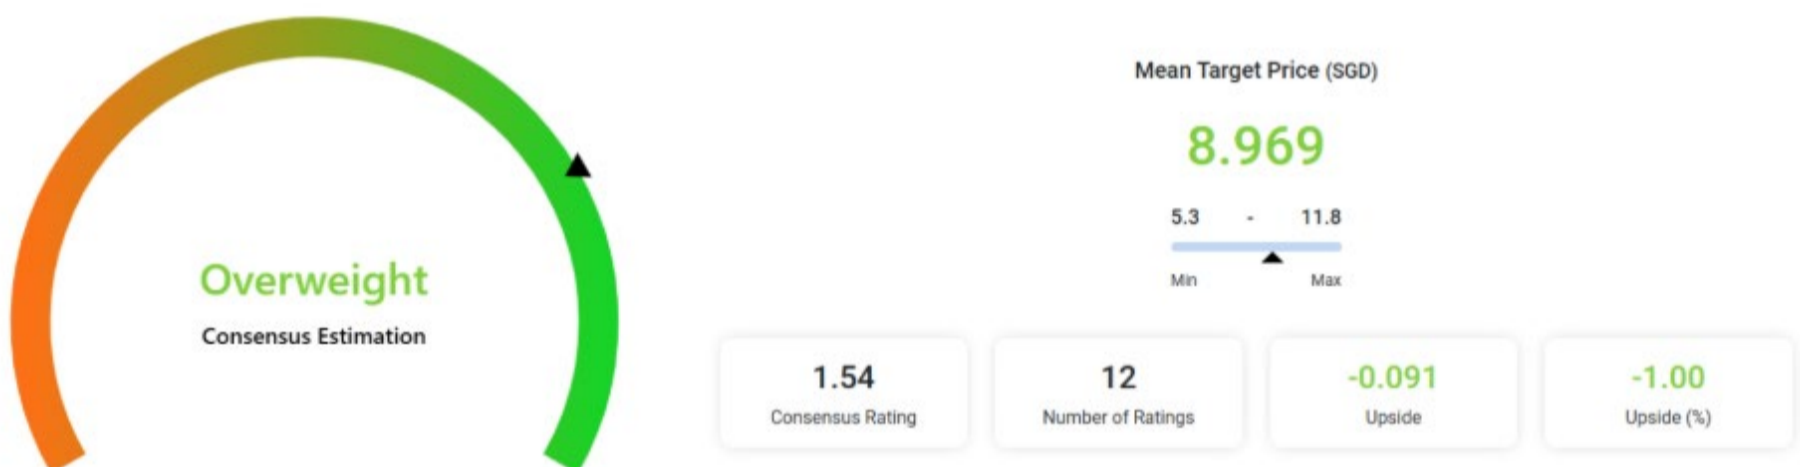 Overweight
Consensus Estimation
Mean Target Price (SGD)
8.969
5.3 - 11.8
Min Max
1.54
Consensus Rating
12
Number of Ratings
-0.091
Upside
-1.00
Upside (%)